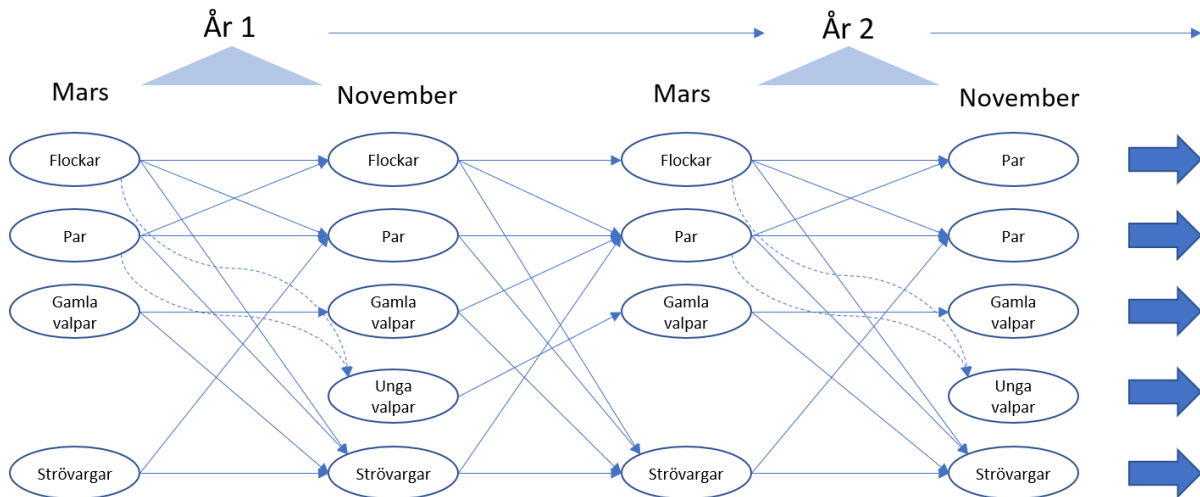 År 1
År 2
Mars
November
Mars
November
Flockar
Flockar
Flockar
Par
Par
Par
Par
Par
Gamla
valpar
Gamla
valpar
Gamla
valpar
Gamla
valpar
Unga
valpar
Unga
valpar
Strövargar
Strövargar
Strövargar
Strövargar